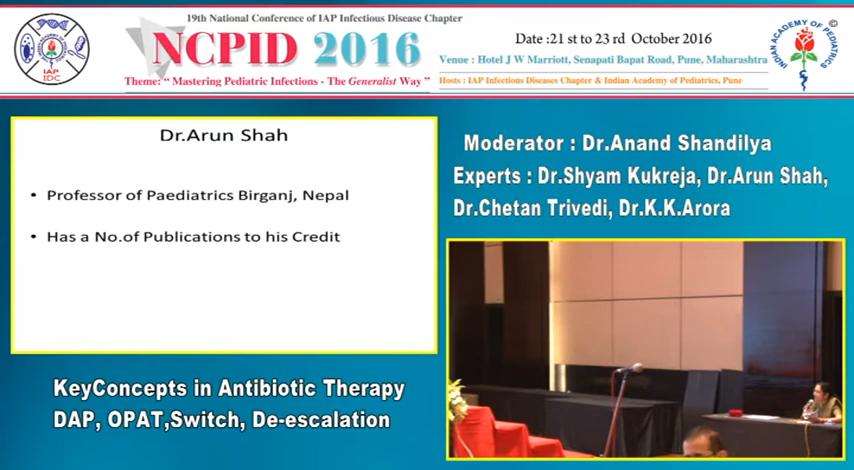 19th National Conference of IAP Infectious Disease Chapter
NCPID 2016
Theme: “ Mastering Pediatric Infections - The Generalist Way ”
Date :21 st to 23 rd October 2016
Venue : Hotel J W Marriott, Senapati Bapat Road, Pune, Maharashtra
Hosts : IAP Infectious Diseases Chapter & Indian Academy of Pediatrics, Pune
IAP
IDC
INDIAN ACADEMY OF PEDIATRICS
©
Dr.Arun Shah
• Professor of Paediatrics Birganj, Nepal
• Has a No.of Publications to his Credit
Moderator : Dr.Anand Shandilya
Experts : Dr.Shyam Kukreja, Dr.Arun Shah,
Dr.Chetan Trivedi, Dr.K.K.Arora
KeyConcepts in Antibiotic Therapy
DAP, OPAT,Switch, De-escalation